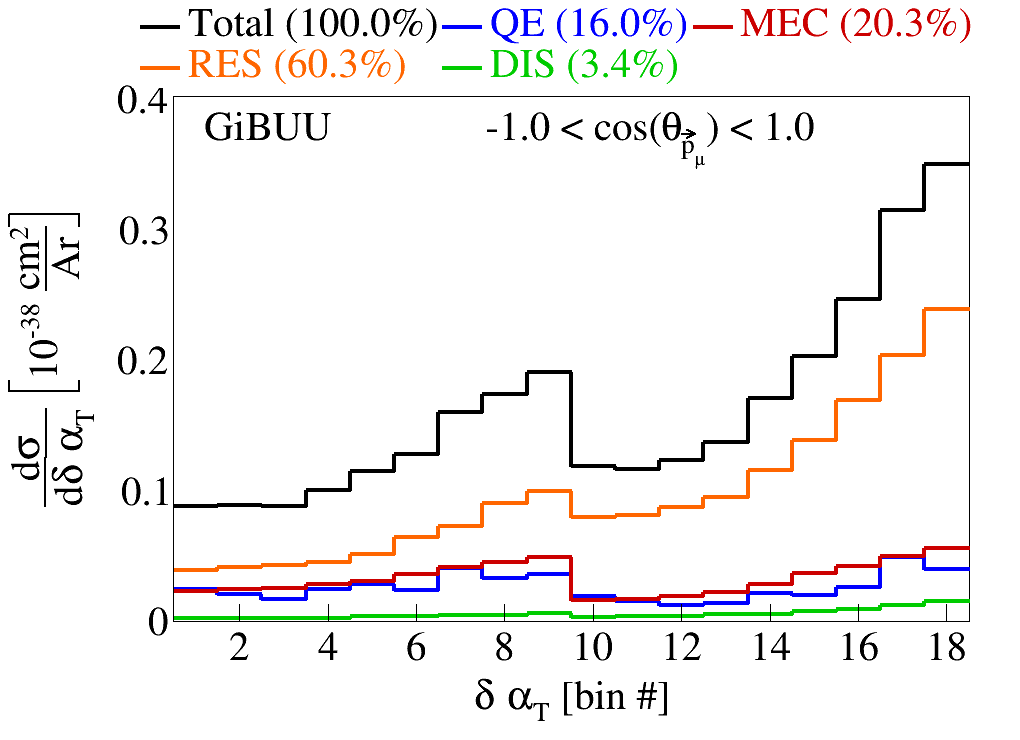 Total (100.0%) QE (16.0%) MEC (20.3%)
RES (60.3%) DIS (3.4%)
GiBUU -1.0 < cos(θp⃗μ) < 1.0
dσ/dδ αT [10-38 cm2/Ar]
0.4
0.3
0.2
0.1
0
2 4 6 8 10 12 14 16 18
δ αT [bin #]